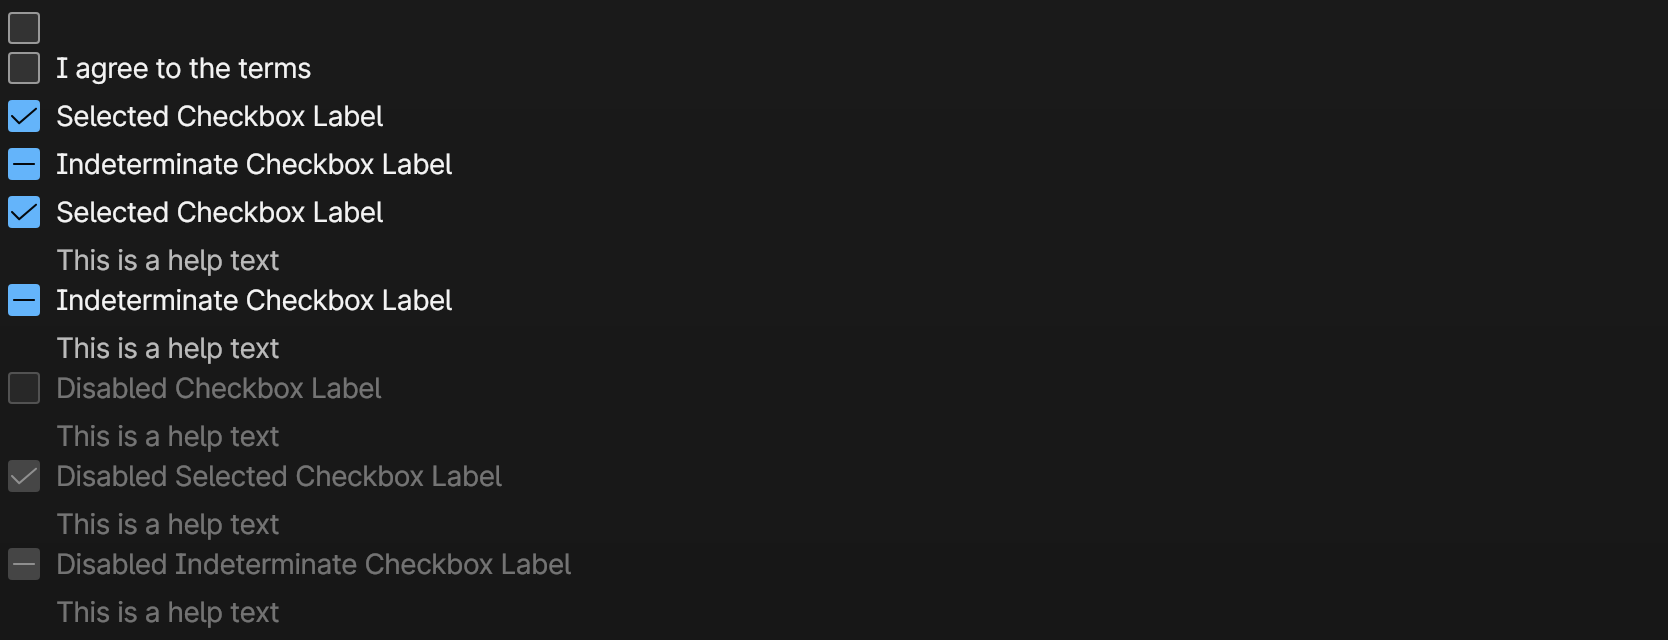 I agree to the terms
Selected Checkbox Label
Indeterminate Checkbox Label
Selected Checkbox Label
This is a help text
Indeterminate Checkbox Label
This is a help text
Disabled Checkbox Label
This is a help text
Disabled Selected Checkbox Label
This is a help text
Disabled Indeterminate Checkbox Label
This is a help text